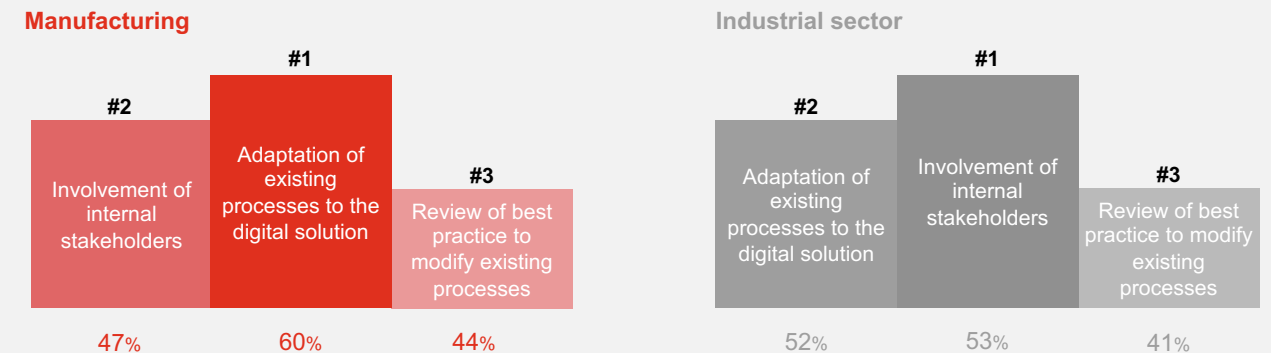 Manufacturing
#1
#2
#3
Involvement of
internal
stakeholders
Adaptation of
existing
processes to the
digital solution
Review of best
practice to
modify existing
processes
47%
60%
44%
Industrial sector
#1
#2
#3
Adaptation of
existing
processes to the
digital solution
Involvement of
internal
stakeholders
Review of best
practice to modify
existing
processes
52%
53%
41%